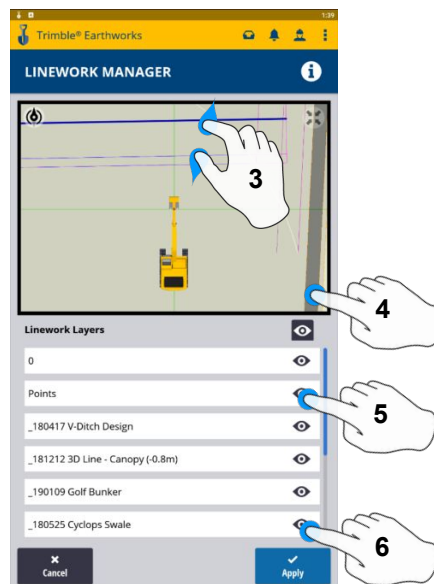 1:39
Trimble® Earthworks
LINEWORK MANAGER
i
3
4
Linework Layers
0
Points
5
_180417 V-Ditch Design
_181212 3D Line - Canopy (-0.8m)
_190109 Golf Bunker
_180525 Cyclops Swale
6
Cancel
Apply